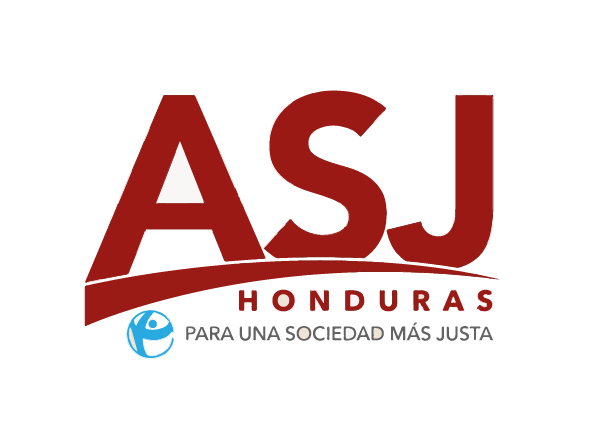 ASJ
HONDURAS
PARA UNA SOCIEDAD MÁS JUSTA